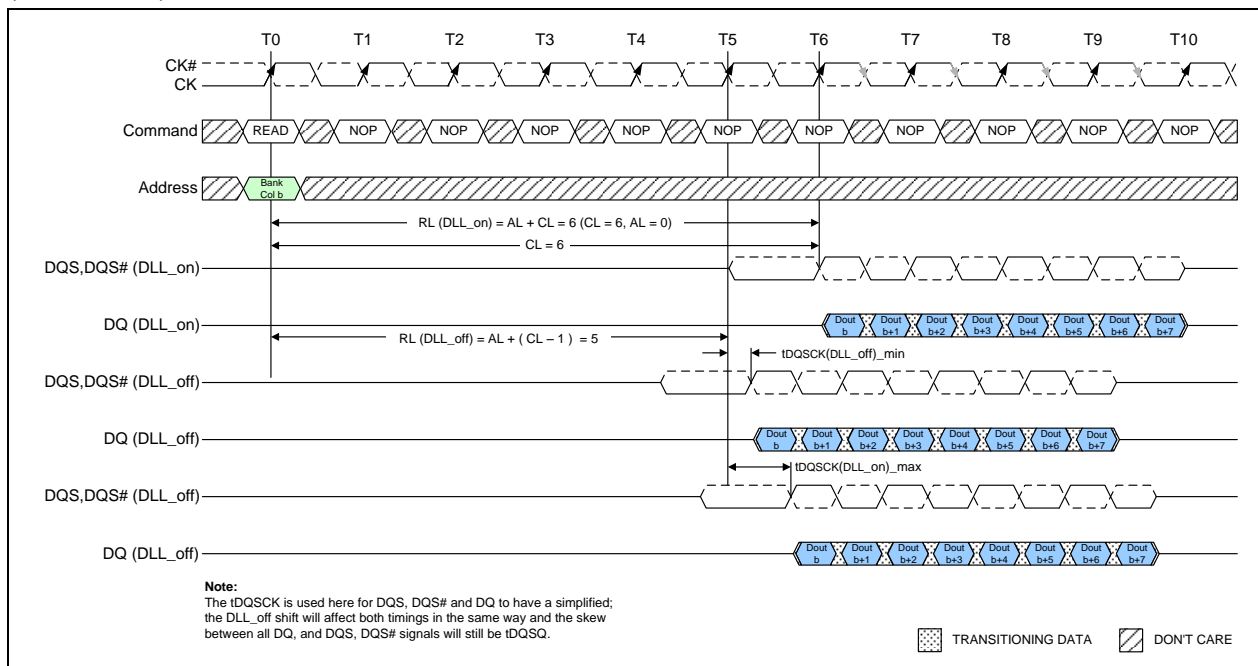 T0 T1 T2 T3 T4 T5 T6 T7 T8 T9 T10
CK#
CK
Command READ NOP NOP NOP NOP NOP NOP NOP NOP NOP NOP
Address Bank
Col b
RL (DLL_on) = AL + CL = 6 (CL = 6, AL = 0)
CL = 6
DQS,DQS# (DLL_on)
DQ (DLL_on) Dout b Dout b+1 Dout b+2 Dout b+3 Dout b+4 Dout b+5 Dout b+6 Dout b+7
RL (DLL_off) = AL + ( CL – 1 ) = 5
tDQSCK(DLL_off)_min
DQS,DQS# (DLL_off)
DQ (DLL_off) Dout b Dout b+1 Dout b+2 Dout b+3 Dout b+4 Dout b+5 Dout b+6 Dout b+7
tDQSCK(DLL_on)_max
DQS,DQS# (DLL_off)
DQ (DLL_off) Dout b Dout b+1 Dout b+2 Dout b+3 Dout b+4 Dout b+5 Dout b+6 Dout b+7
Note:
The tDQSCK is used here for DQS, DQS# and DQ to have a simplified;
the DLL_off shift will affect both timings in the same way and the skew
between all DQ, and DQS, DQS# signals will still be tDQSQ.
TRANSITIONING DATA DON'T CARE